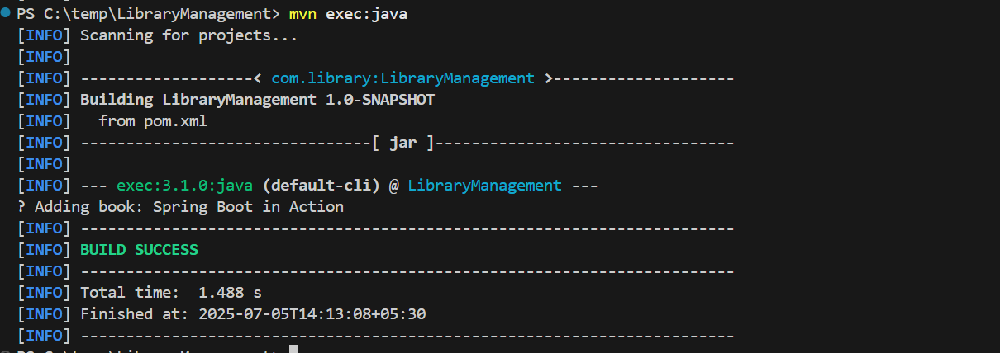 PS C:\temp\LibraryManagement> mvn exec:java
[INFO] Scanning for projects...
[INFO]
[INFO] -------------------< com.library:LibraryManagement >--------------------
[INFO] Building LibraryManagement 1.0-SNAPSHOT
[INFO]   from pom.xml
[INFO] --------------------------------[ jar ]---------------------------------
[INFO]
[INFO] --- exec:3.1.0:java (default-cli) @ LibraryManagement ---
? Adding book: Spring Boot in Action
[INFO] ------------------------------------------------------------------------
[INFO] BUILD SUCCESS
[INFO] ------------------------------------------------------------------------
[INFO] Total time:  1.488 s
[INFO] Finished at: 2025-07-05T14:13:08+05:30
[INFO] ------------------------------------------------------------------------
PS C:\temp\LibraryManagement>